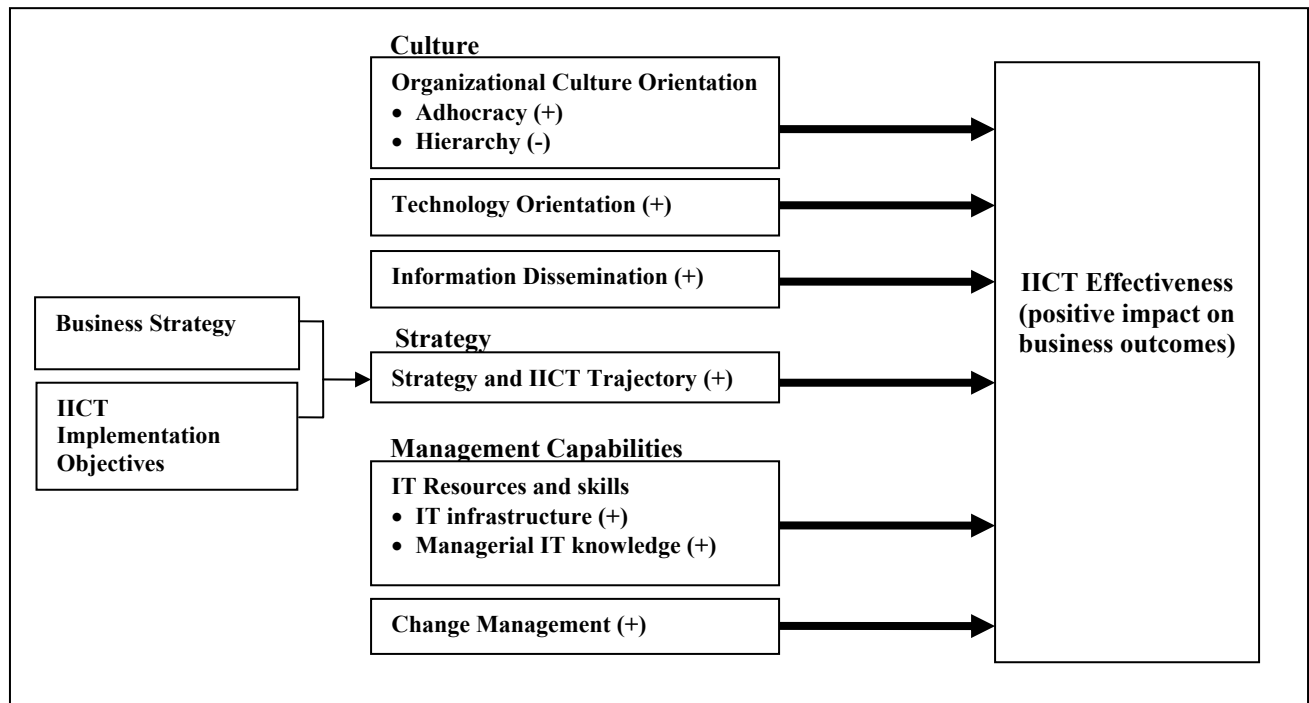 Culture
Organizational Culture Orientation
• Adhocracy (+)
• Hierarchy (-)
Technology Orientation (+)
Information Dissemination (+)
Business Strategy
IICT
Implementation
Objectives
Strategy
Strategy and IICT Trajectory (+)
Management Capabilities
IT Resources and skills
• IT infrastructure (+)
• Managerial IT knowledge (+)
Change Management (+)
IICT Effectiveness
(positive impact on
business outcomes)